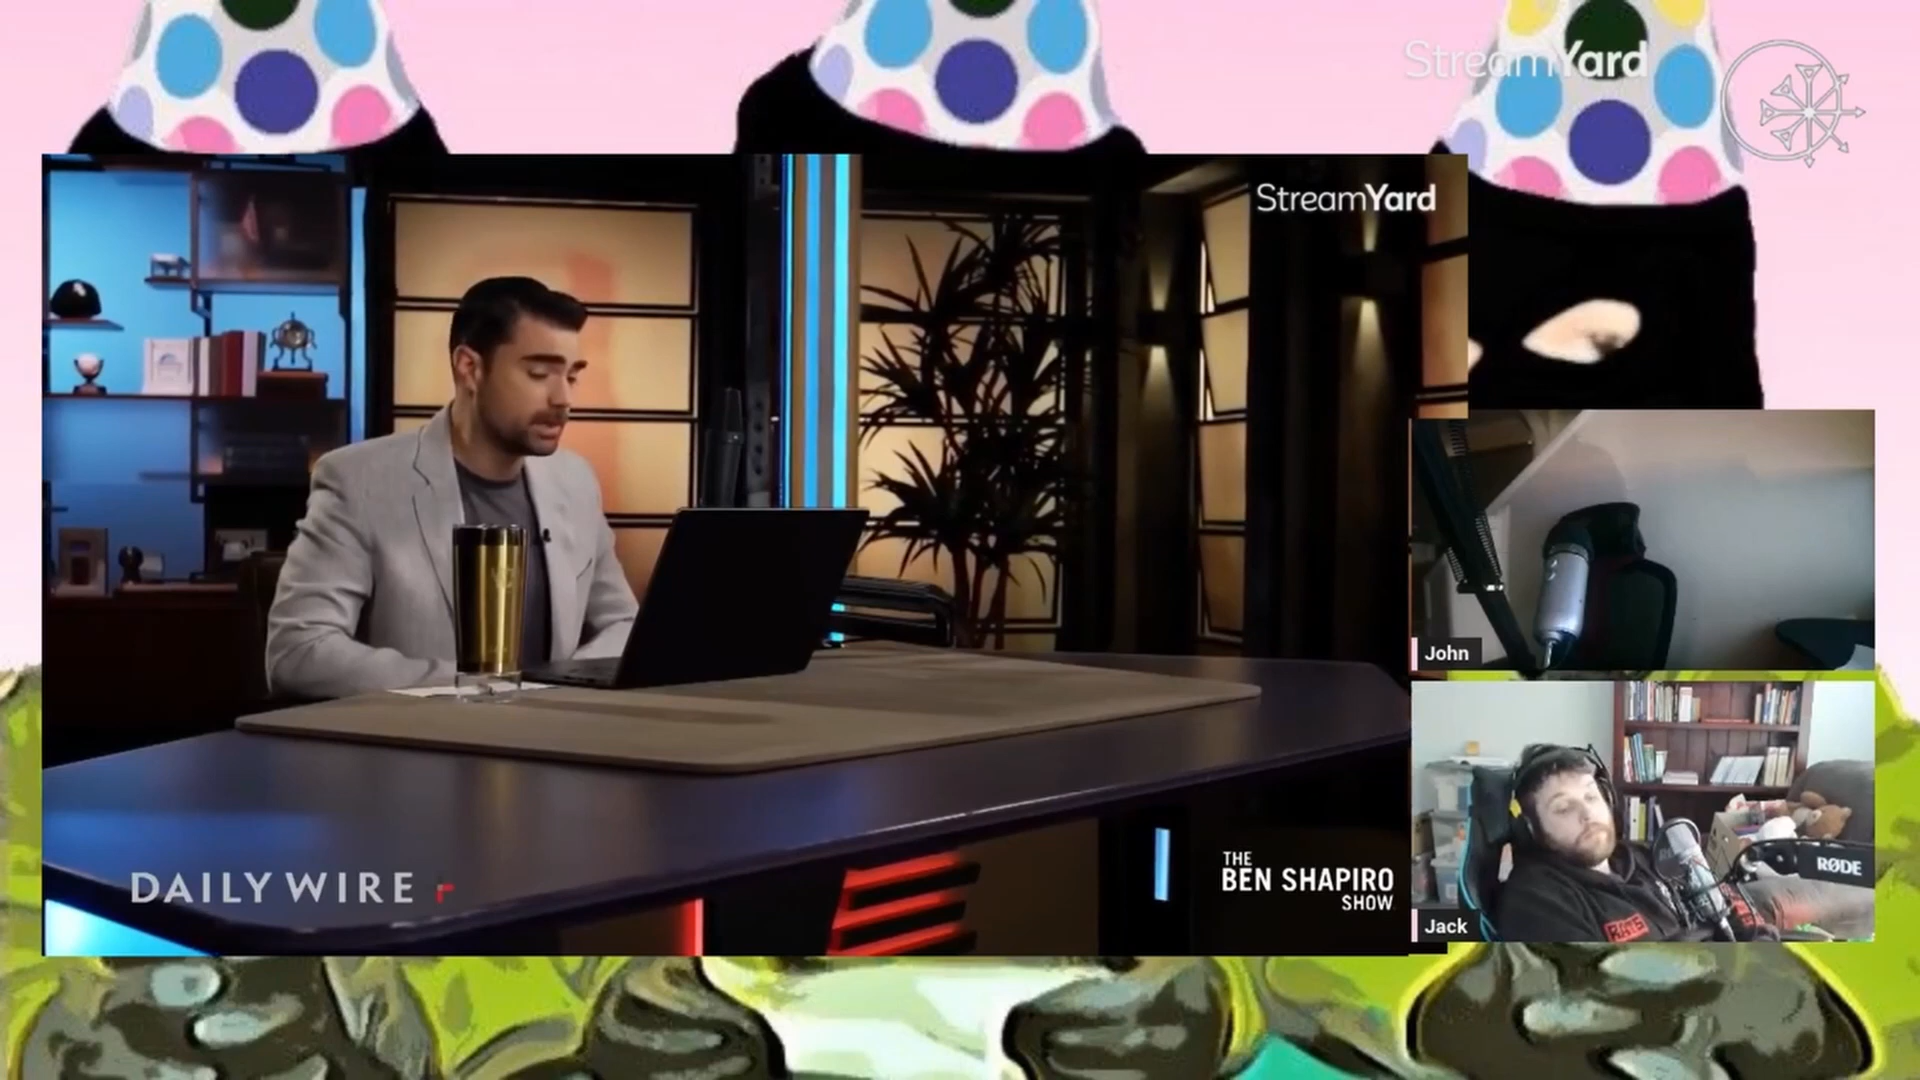 StreamYard
StreamYard
John
RØDE
Jack
DAILY WIRE
THE
BEN SHAPIRO
SHOW